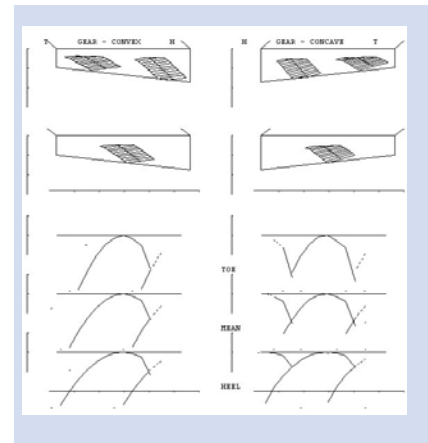 T GEAR - CONVEX H
H GEAR - CONCAVE T
TOE
MEAN
HEEL